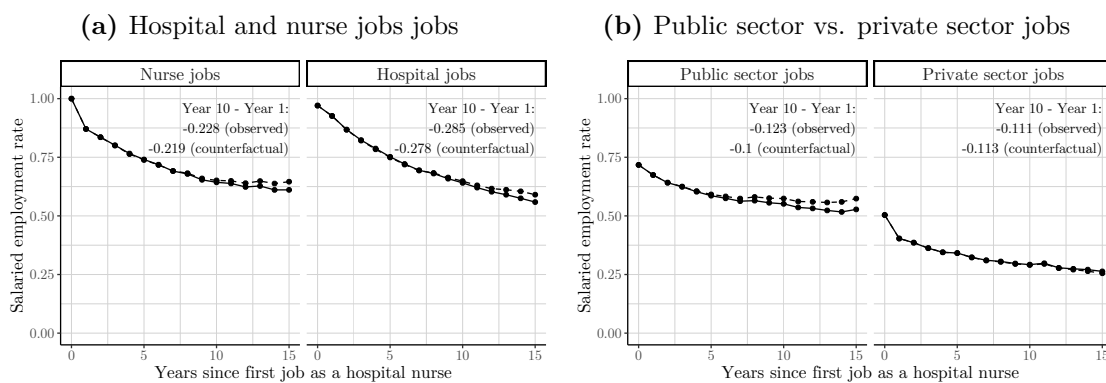 (a) Hospital and nurse jobs jobs
Nurse jobs
Hospital jobs
Salaried employment rate
1.00
0.75
0.50
0.25
0.00
Year 10 - Year 1:
-0.228 (observed)
-0.219 (counterfactual)
Year 10 - Year 1:
-0.285 (observed)
-0.278 (counterfactual)
0 5 10 15 0 5 10 15
Years since first job as a hospital nurse
(b) Public sector vs. private sector jobs
Public sector jobs
Private sector jobs
Salaried employment rate
1.00
0.75
0.50
0.25
0.00
Year 10 - Year 1:
-0.123 (observed)
-0.1 (counterfactual)
Year 10 - Year 1:
-0.111 (observed)
-0.113 (counterfactual)
0 5 10 15 0 5 10 15
Years since first job as a hospital nurse